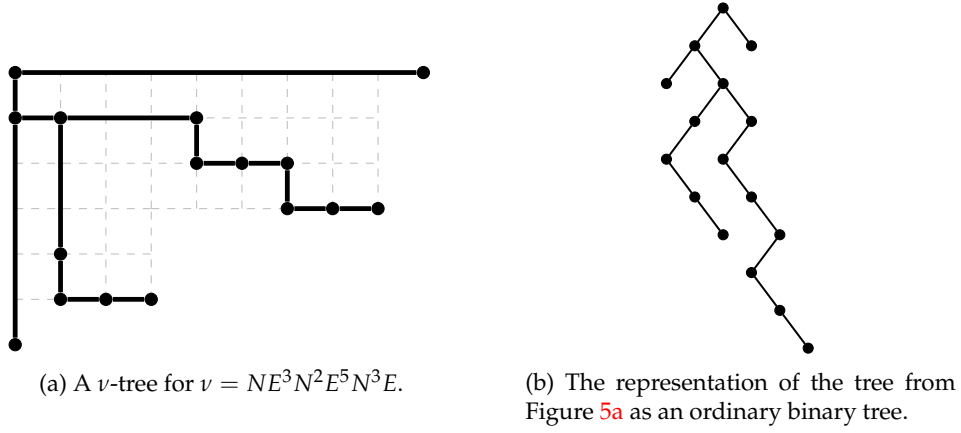 (a) A ν-tree for ν = NE³N²E⁵N³E.
(b) The representation of the tree from
Figure 5a as an ordinary binary tree.